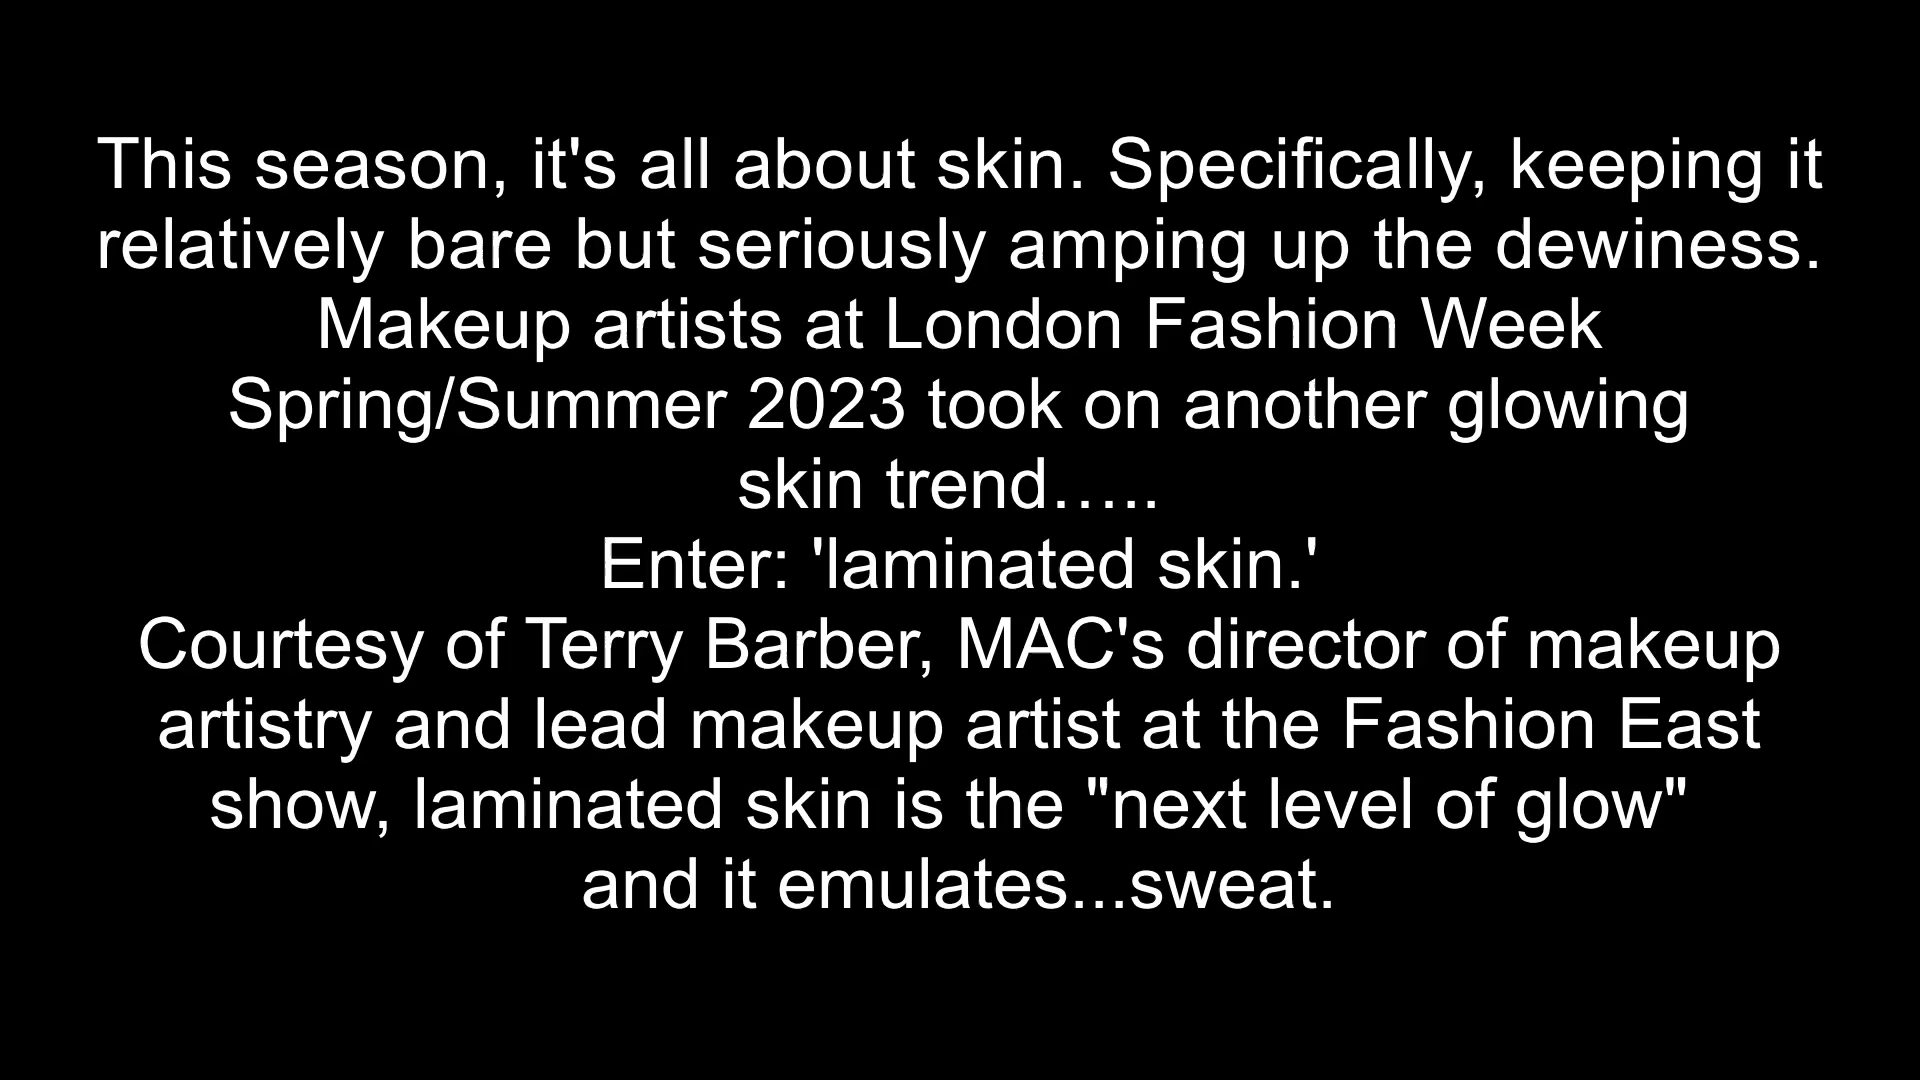 This season, it's all about skin. Specifically, keeping it
relatively bare but seriously amping up the dewiness.
Makeup artists at London Fashion Week
Spring/Summer 2023 took on another glowing
skin trend…..
Enter: 'laminated skin.'
Courtesy of Terry Barber, MAC's director of makeup
artistry and lead makeup artist at the Fashion East
show, laminated skin is the "next level of glow"
and it emulates...sweat.